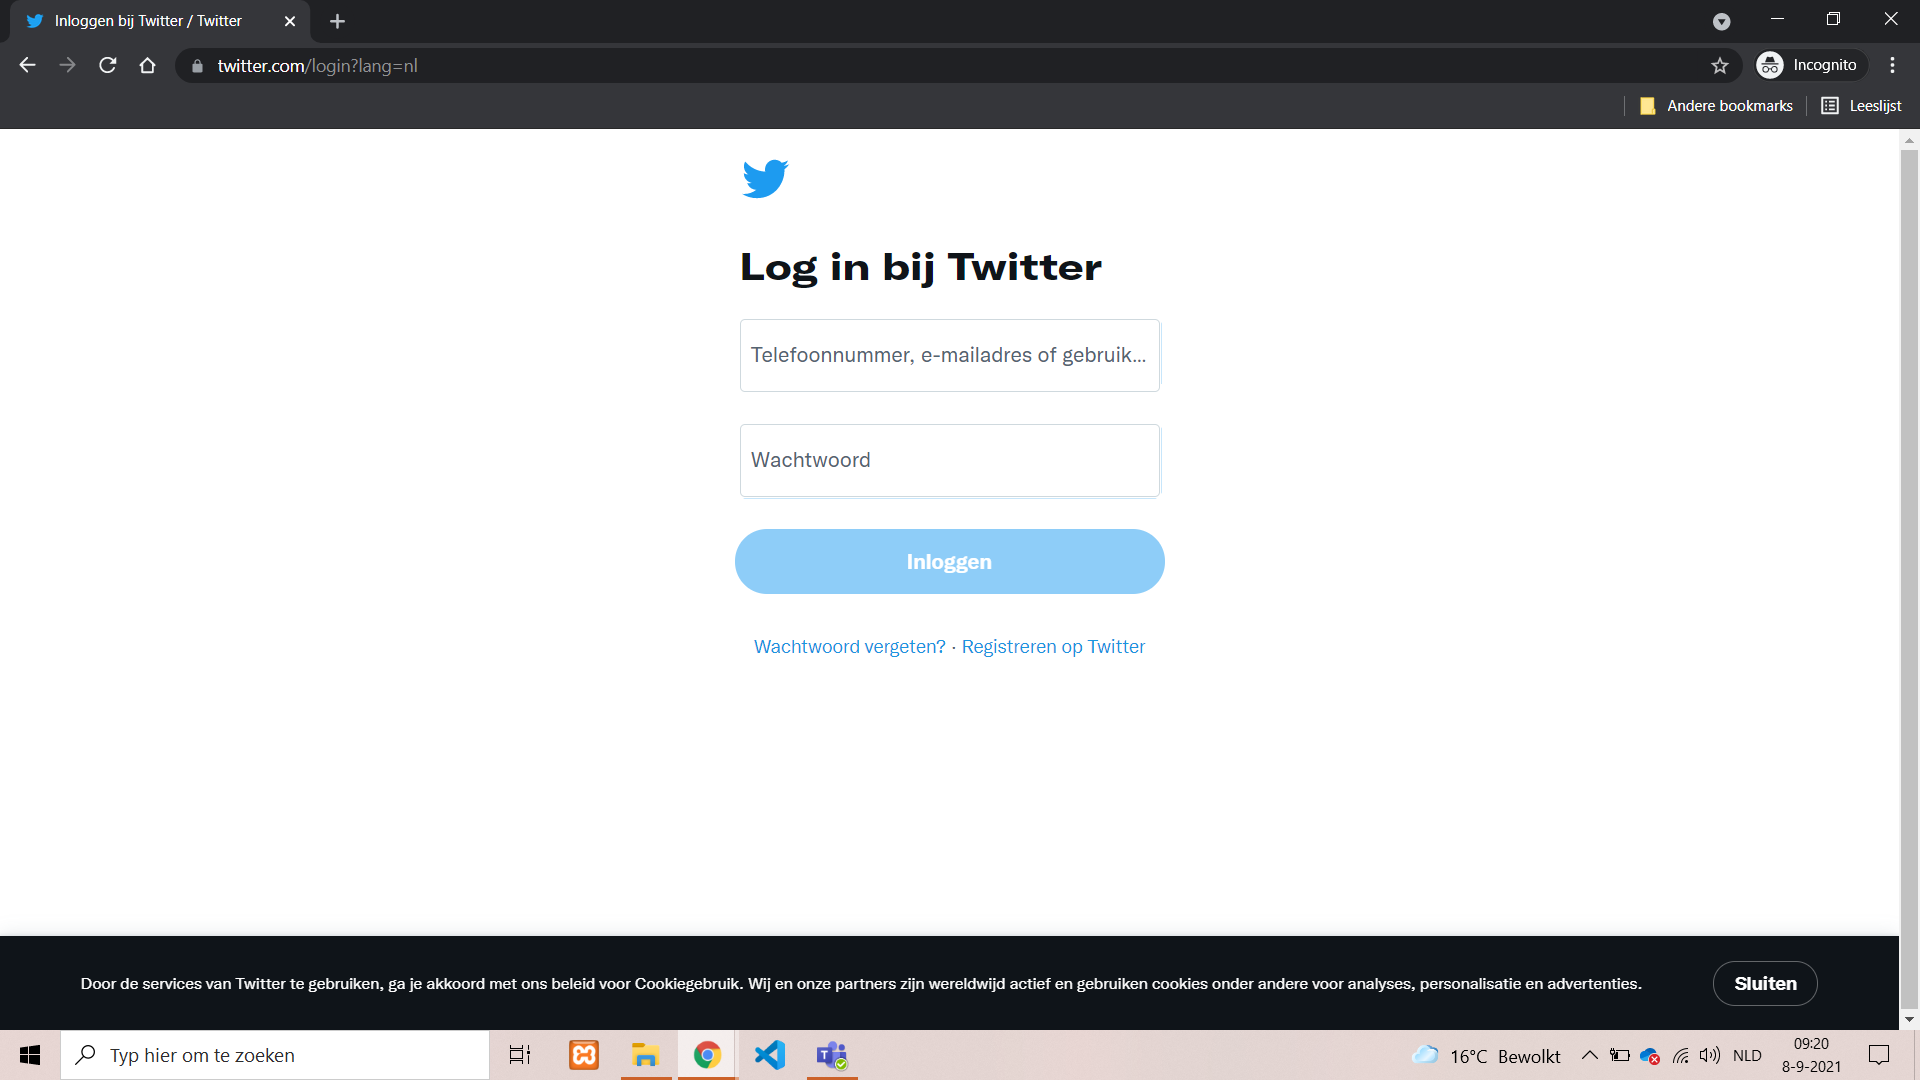 Inloggen bij Twitter / Twitter
twitter.com/login?lang=nl
Incognito
Andere bookmarks
Leeslijst
Log in bij Twitter
Telefoonnummer, e-mailadres of gebruik...
Wachtwoord
Inloggen
Wachtwoord vergeten? · Registreren op Twitter
Door de services van Twitter te gebruiken, ga je akkoord met ons beleid voor Cookiegebruik. Wij en onze partners zijn wereldwijd actief en gebruiken cookies onder andere voor analyses, personalisatie en advertenties.
Sluiten
Typ hier om te zoeken
16°C Bewolkt
NLD
09:20
8-9-2021